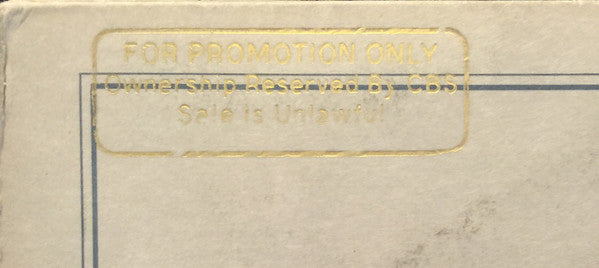 FOR PROMOTION ONLY
Ownership Reserved By CBS
Sale is Unlawful